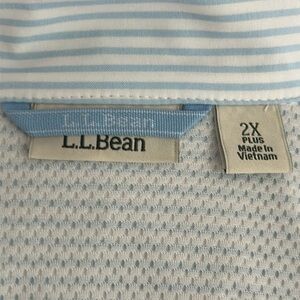 L.L.Bean
L.L.Bean
2X
PLUS
Made In
Vietnam